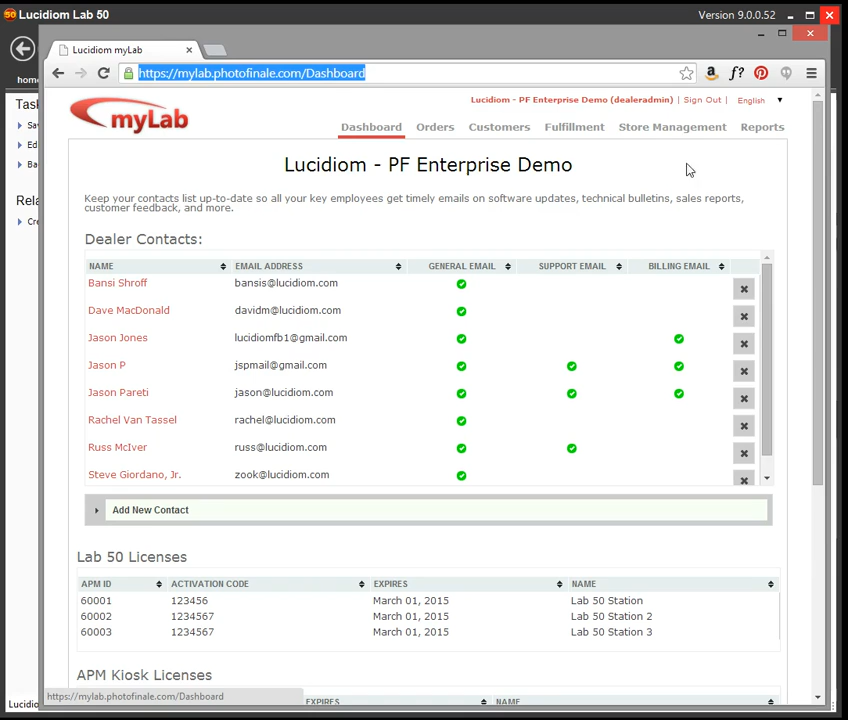 Lucidiom Lab 50
Version 9.0.0.52
Lucidiom myLab
https://mylab.photofinale.com/Dashboard
hom
Task
Sa
Ed
Ba
Rela
Cre
myLab
Lucidiom - PF Enterprise Demo (dealeradmin) | Sign Out | English
Dashboard Orders Customers Fulfillment Store Management Reports
Lucidiom - PF Enterprise Demo
Keep your contacts list up-to-date so all your key employees get timely emails on software updates, technical bulletins, sales reports,
customer feedback, and more.
Dealer Contacts:
NAME EMAIL ADDRESS GENERAL EMAIL SUPPORT EMAIL BILLING EMAIL
Bansi Shroff bansis@lucidiom.com
Dave MacDonald davidm@lucidiom.com
Jason Jones lucidiomfb1@gmail.com
Jason P jspmail@gmail.com
Jason Pareti jason@lucidiom.com
Rachel Van Tassel rachel@lucidiom.com
Russ McIver russ@lucidiom.com
Steve Giordano, Jr. zook@lucidiom.com
Add New Contact
Lab 50 Licenses
APM ID ACTIVATION CODE EXPIRES NAME
60001 123456 March 01, 2015 Lab 50 Station
60002 1234567 March 01, 2015 Lab 50 Station 2
60003 1234567 March 01, 2015 Lab 50 Station 3
APM Kiosk Licenses
EXPIRES NAME
https://mylab.photofinale.com/Dashboard
Lucidio